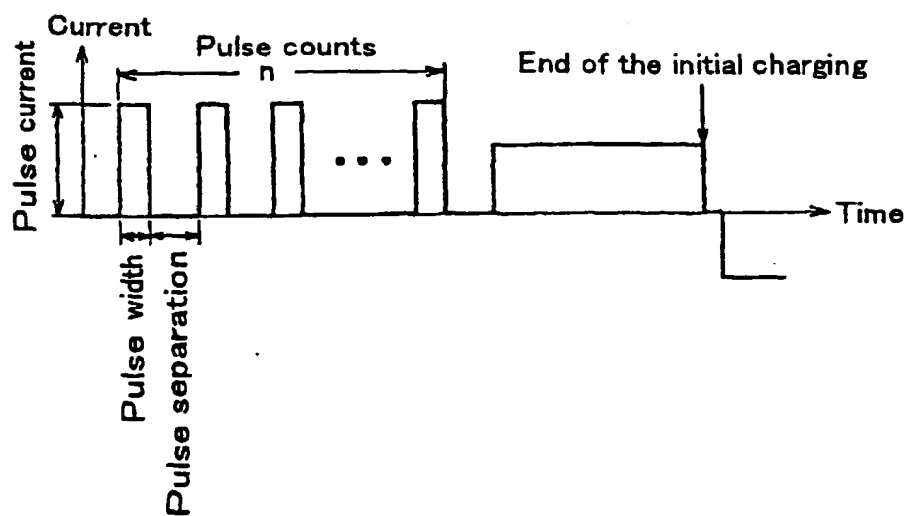 Current
Pulse counts
n
End of the initial charging
Pulse current
Time
Pulse width
Pulse separation